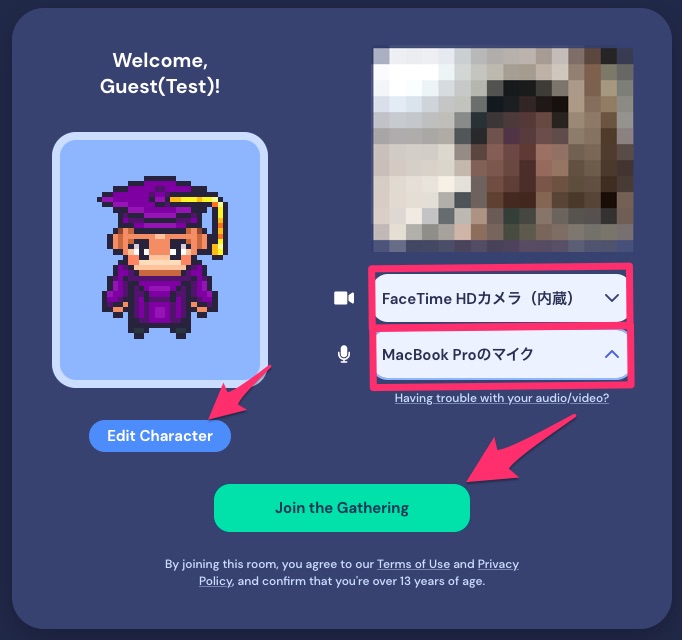 Welcome,
Guest(Test)!
FaceTime HDカメラ（内蔵）
MacBook Proのマイク
Having trouble with your audio/video?
Edit Character
Join the Gathering
By joining this room, you agree to our Terms of Use and Privacy
Policy, and confirm that you're over 13 years of age.